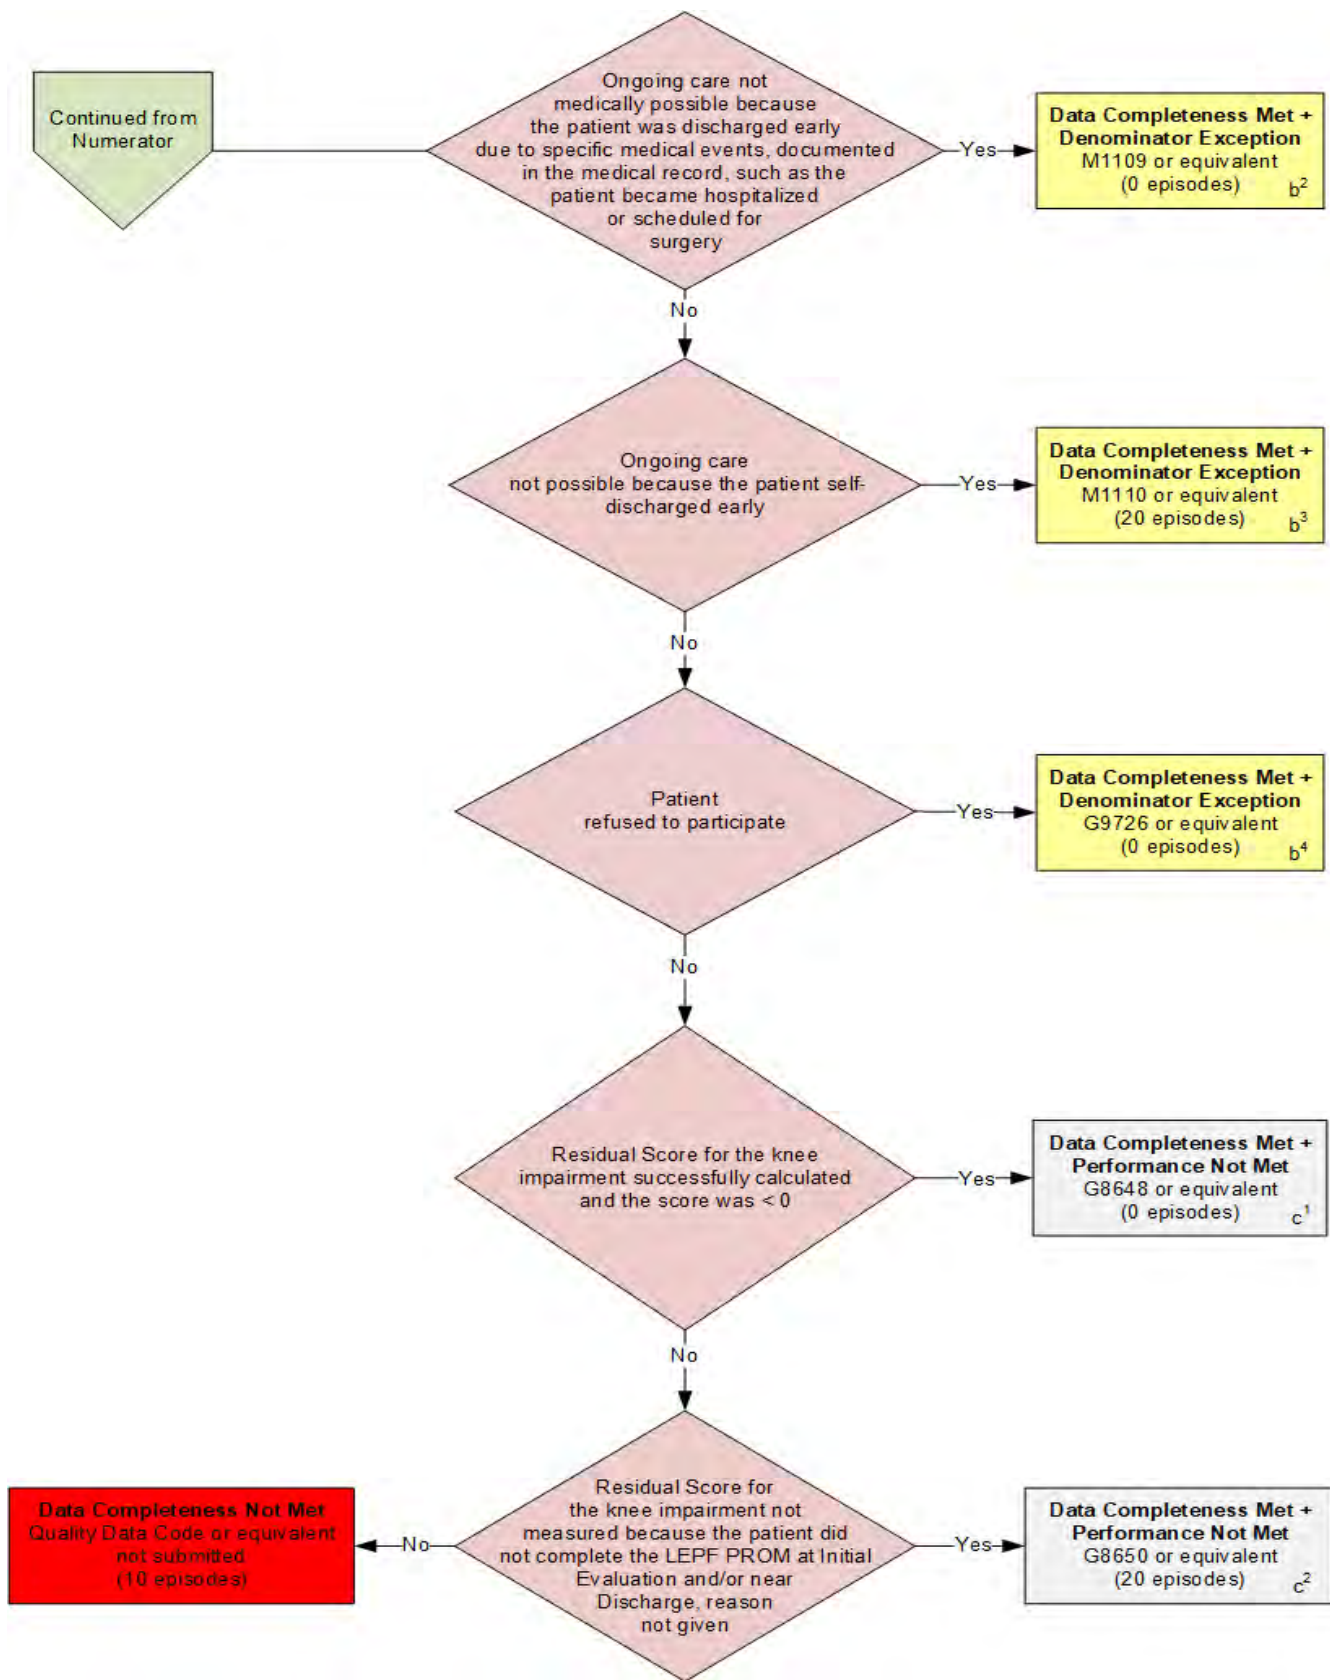 Continued from
Numerator
Ongoing care not
medically possible because
the patient was discharged early
due to specific medical events, documented
in the medical record, such as the
patient became hospitalized
or scheduled for
surgery
Yes
Data Completeness Met +
Denominator Exception
M1109 or equivalent
(0 episodes)
b²
No
Ongoing care
not possible because the patient self-
discharged early
Yes
Data Completeness Met +
Denominator Exception
M1110 or equivalent
(20 episodes)
b³
No
Patient
refused to participate
Yes
Data Completeness Met +
Denominator Exception
G9726 or equivalent
(0 episodes)
b⁴
No
Residual Score for the knee
impairment successfully calculated
and the score was < 0
Yes
Data Completeness Met +
Performance Not Met
G8648 or equivalent
(0 episodes)
c¹
No
Residual Score for
the knee impairment not
measured because the patient did
not complete the LEPF PROM at Initial
Evaluation and/or near
Discharge, reason
not given
No
Data Completeness Not Met
Quality Data Code or equivalent
not submitted
(10 episodes)
Yes
Data Completeness Met +
Performance Not Met
G8650 or equivalent
(20 episodes)
c²